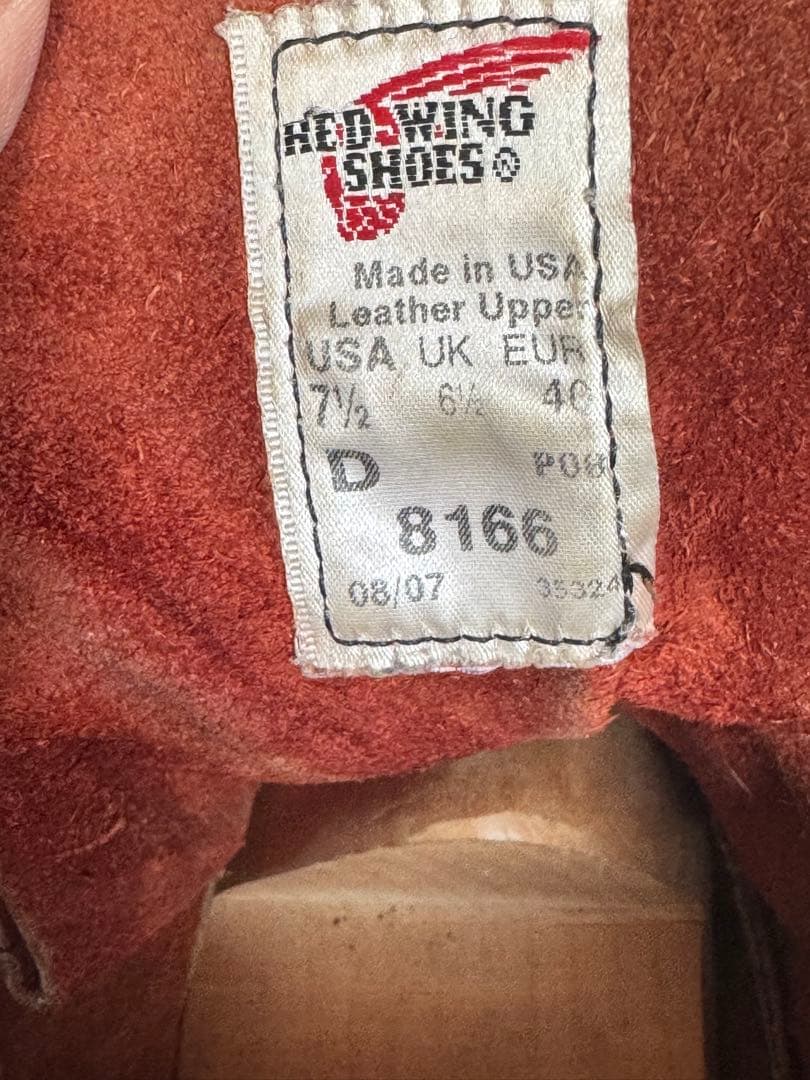 RED WING
SHOES®
Made in USA
Leather Upper
USA UK EUR
7½ 6½ 40
D
8166
08/07 35324